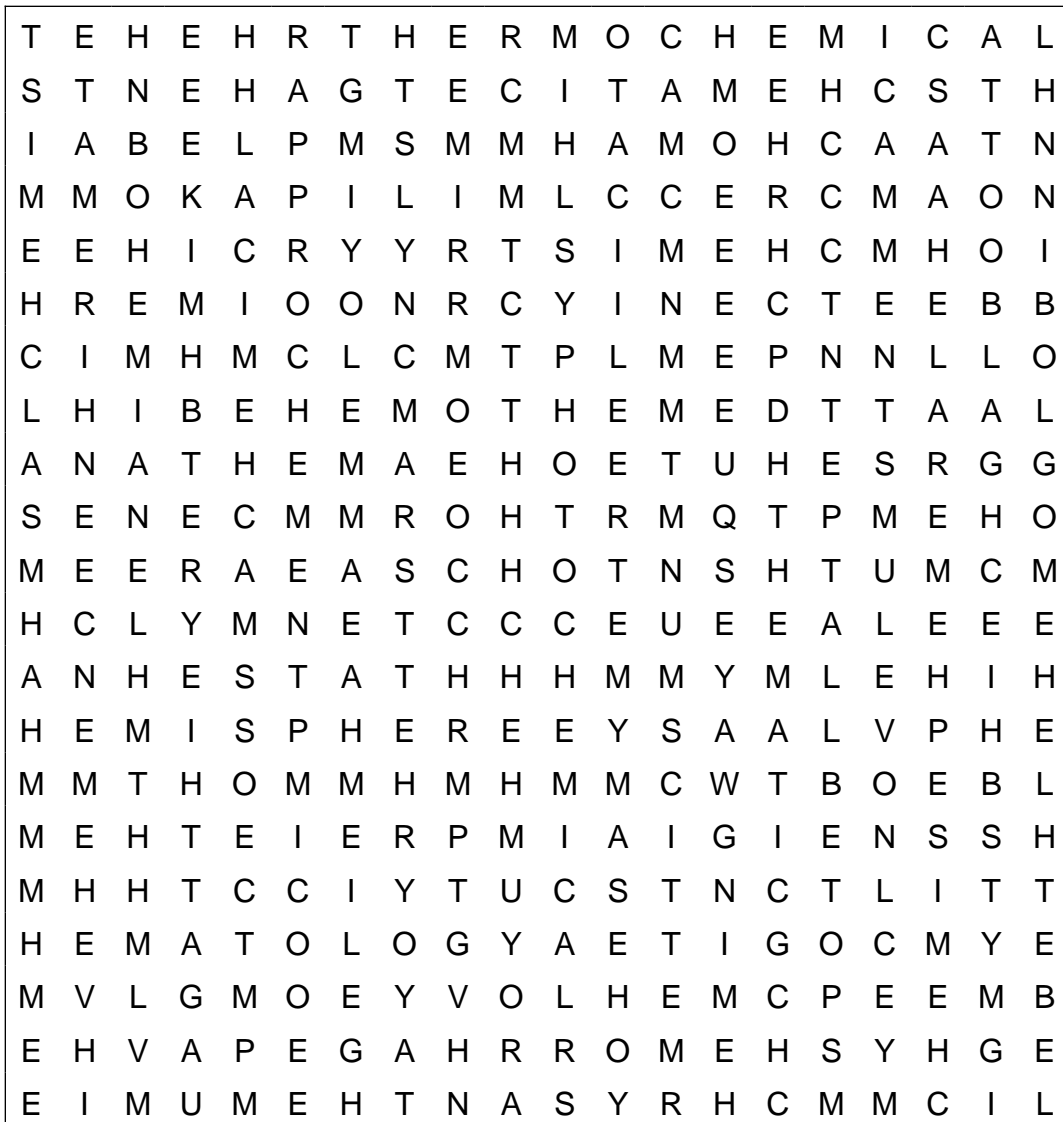 T E H E H R T H E R M O C H E M I C A L
S T N E H A G T E C I T A M E H C S T H
I A B E L P M S M M H A M O H C A A T N
M M O K A P I L I M L C C E R C M A O N
E E H I C R Y Y R T S I M E H C M H O I
H R E M I O O N R C Y I N E C T E E B B
C I M H M C L C M T P L M E P N N L L O
L H I B E H E M O T H E M E D T T A A L
A N A T H E M A E H O E T U H E S R G G
S E N E C M M R O H T R M Q T P M E H O
M E E R A E A S C H O T N S H T U M C M
H C L Y M N E T C C C E U E E A L E E E
A N H E S T A T H H H M M Y M L E H I H
H E M I S P H E R E E Y S A A L V P H E
M M T H O M M H M H M M C W T B O E B L
M E H T E I E R P M I A I G I E N S S H
M H H T C C I Y T U C S T N C T L I T T
H E M A T O L O G Y A E T I G O C M Y E
M V L G M O E Y V O L H E M C P E E M B
E H V A P E G A H R R O M E H S Y H G E
E I M U M E H T N A S Y R H C M M C I L